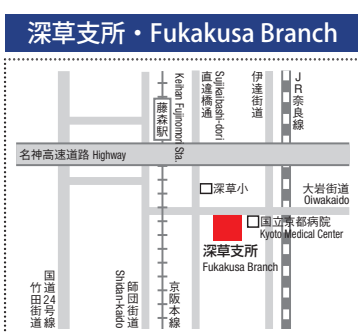 深草支所・Fukakusa Branch
Keihan Fujinomori Sta.
藤森駅
直達橋通
Sujikaibashi-dori
伊達街道
JR奈良線
名神高速道路 Highway
深草小
大岩街道
Oiwakaido
国立京都病院
Kyoto Medical Center
深草支所
Fukakusa Branch
国道24号線
竹田街道
師団街道
Shidan-kaido
京阪本線